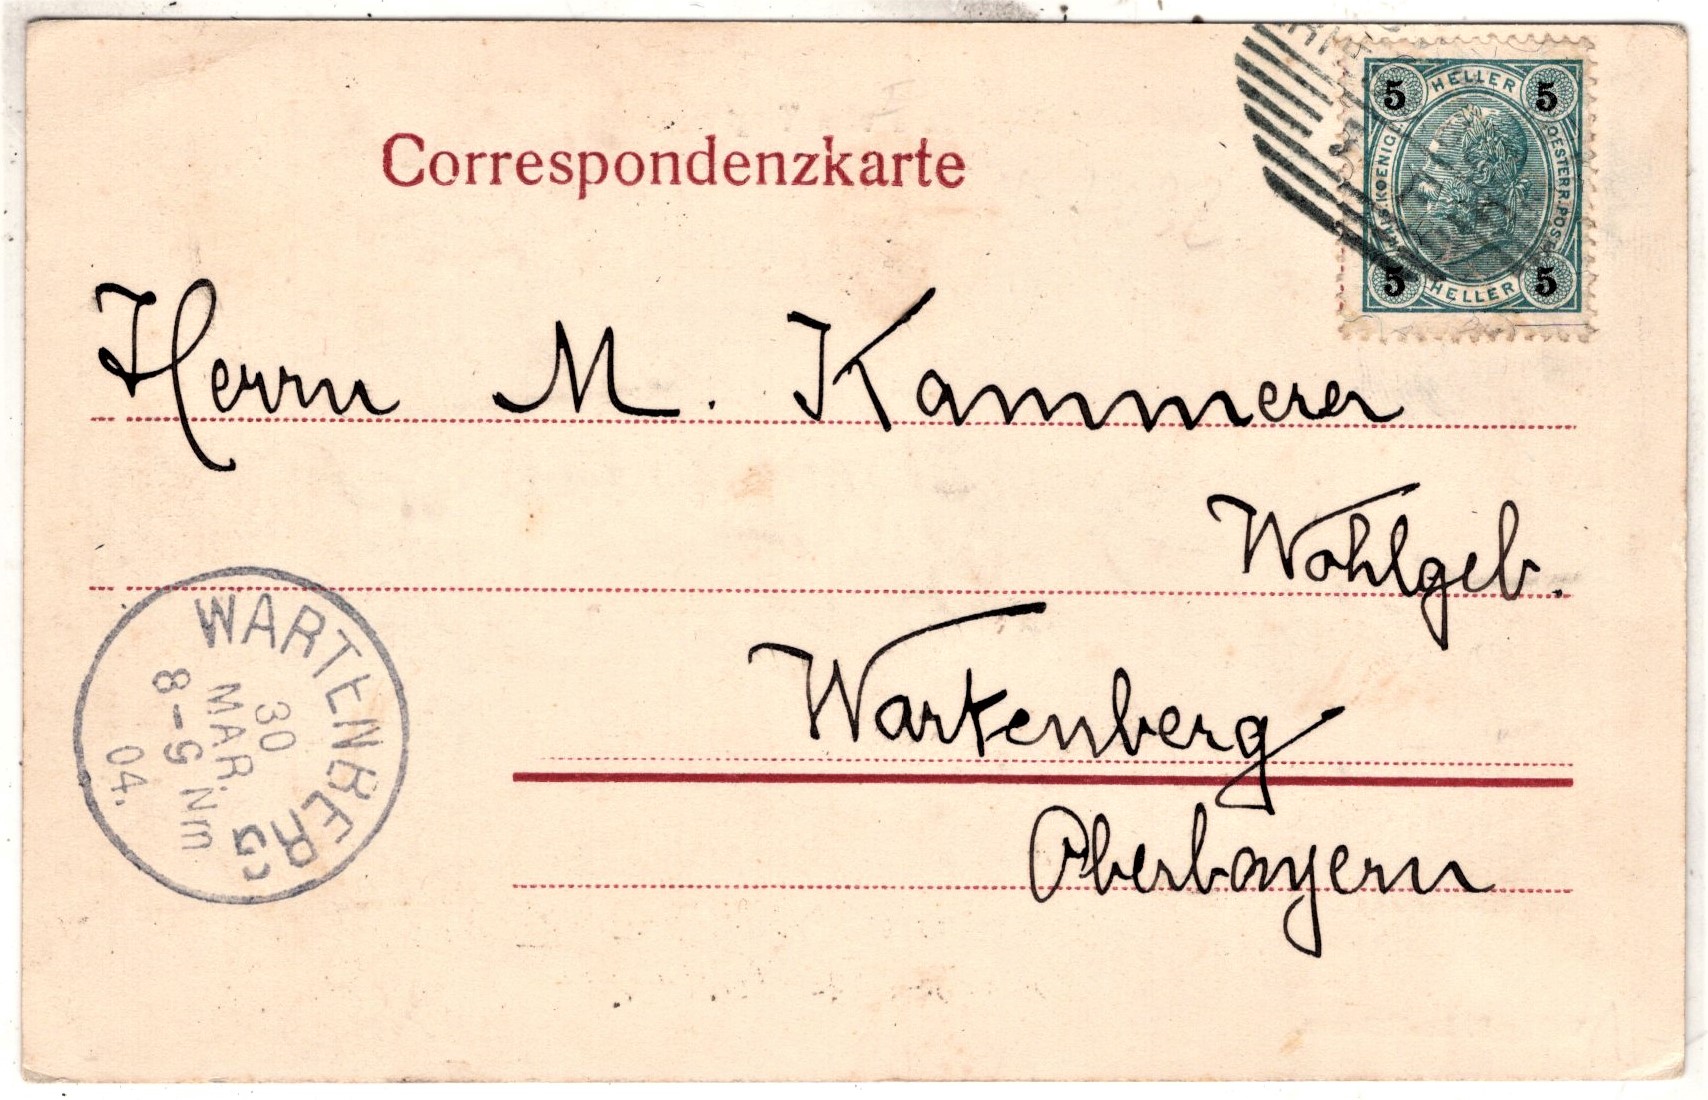 Correspondenzkarte
5 HELLER 5
KOENIGL. OESTERR. POST
5 HELLER 5
Herrn M. Kammerer
Wohlgeb.
Wartenberg
Oberbayern
WARTENBERG
30
MAR.
8-9 Nm
04.